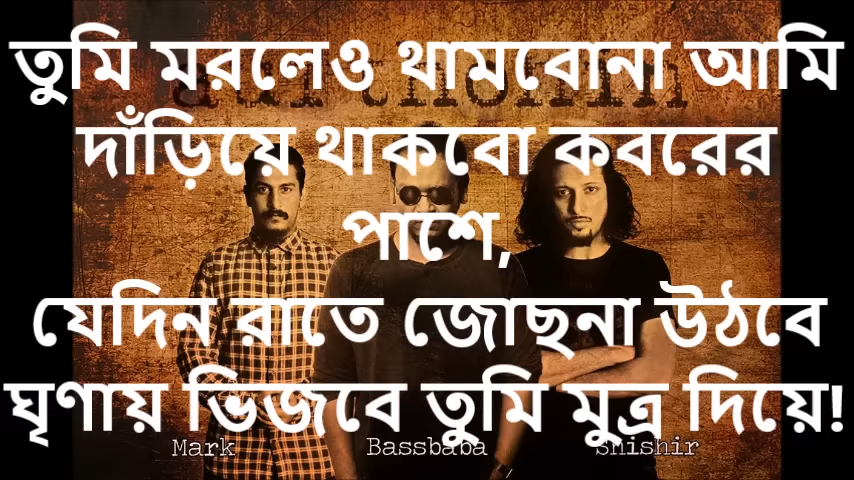 তুমি মরলেও থামবোনা আমি
দাঁড়িয়ে থাকবো কবরের
পাশে,
যেদিন রাতে জোছনা উঠবে
ঘৃণায় ভিজবে তুমি মুত্র দিয়ে!
Mark Bassbaba Shishir